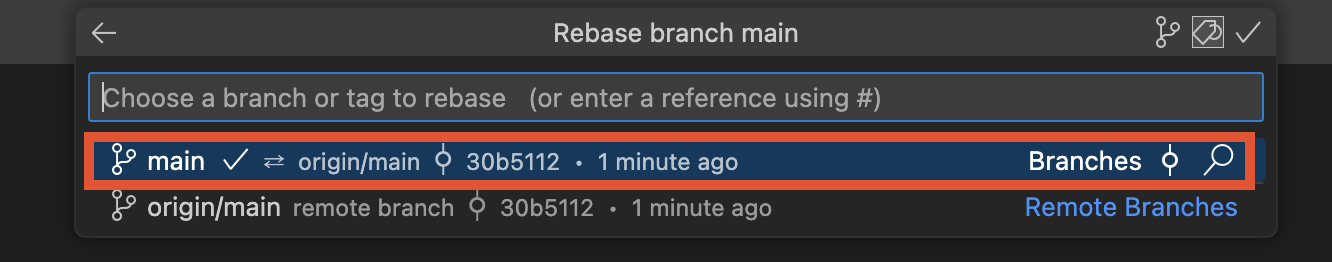 Rebase branch main
Choose a branch or tag to rebase (or enter a reference using #)
main origin/main 30b5112 • 1 minute ago Branches
origin/main remote branch 30b5112 • 1 minute ago Remote Branches